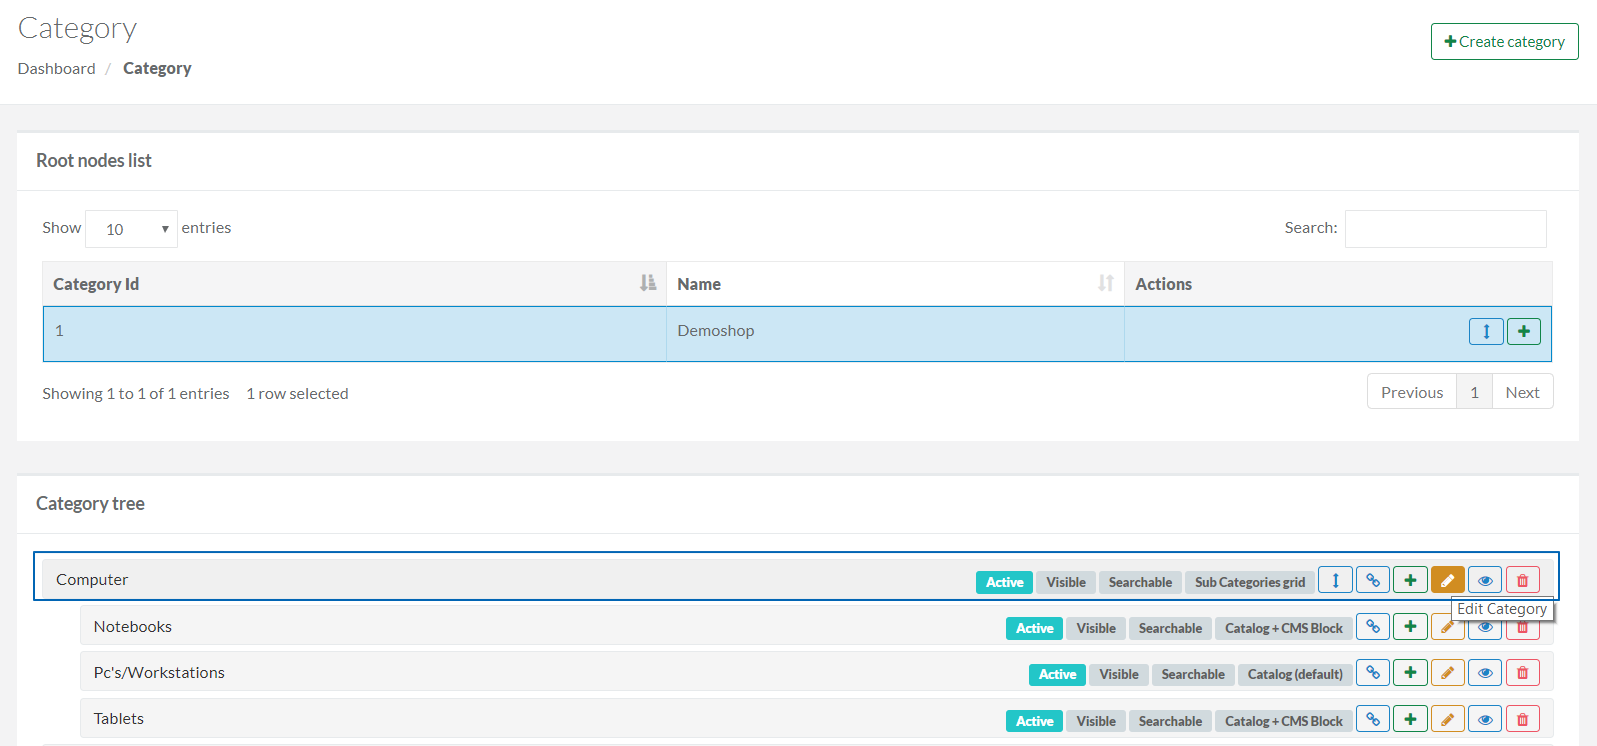 Category
Create category
Dashboard / Category
Root nodes list
Show 10 entries
Search:
Category Id Name Actions
1 Demoshop
Showing 1 to 1 of 1 entries 1 row selected
Previous 1 Next
Category tree
Computer Active Visible Searchable Sub Categories grid
Edit Category
Notebooks Active Visible Searchable Catalog + CMS Block
Pc's/Workstations Active Visible Searchable Catalog (default)
Tablets Active Visible Searchable Catalog + CMS Block